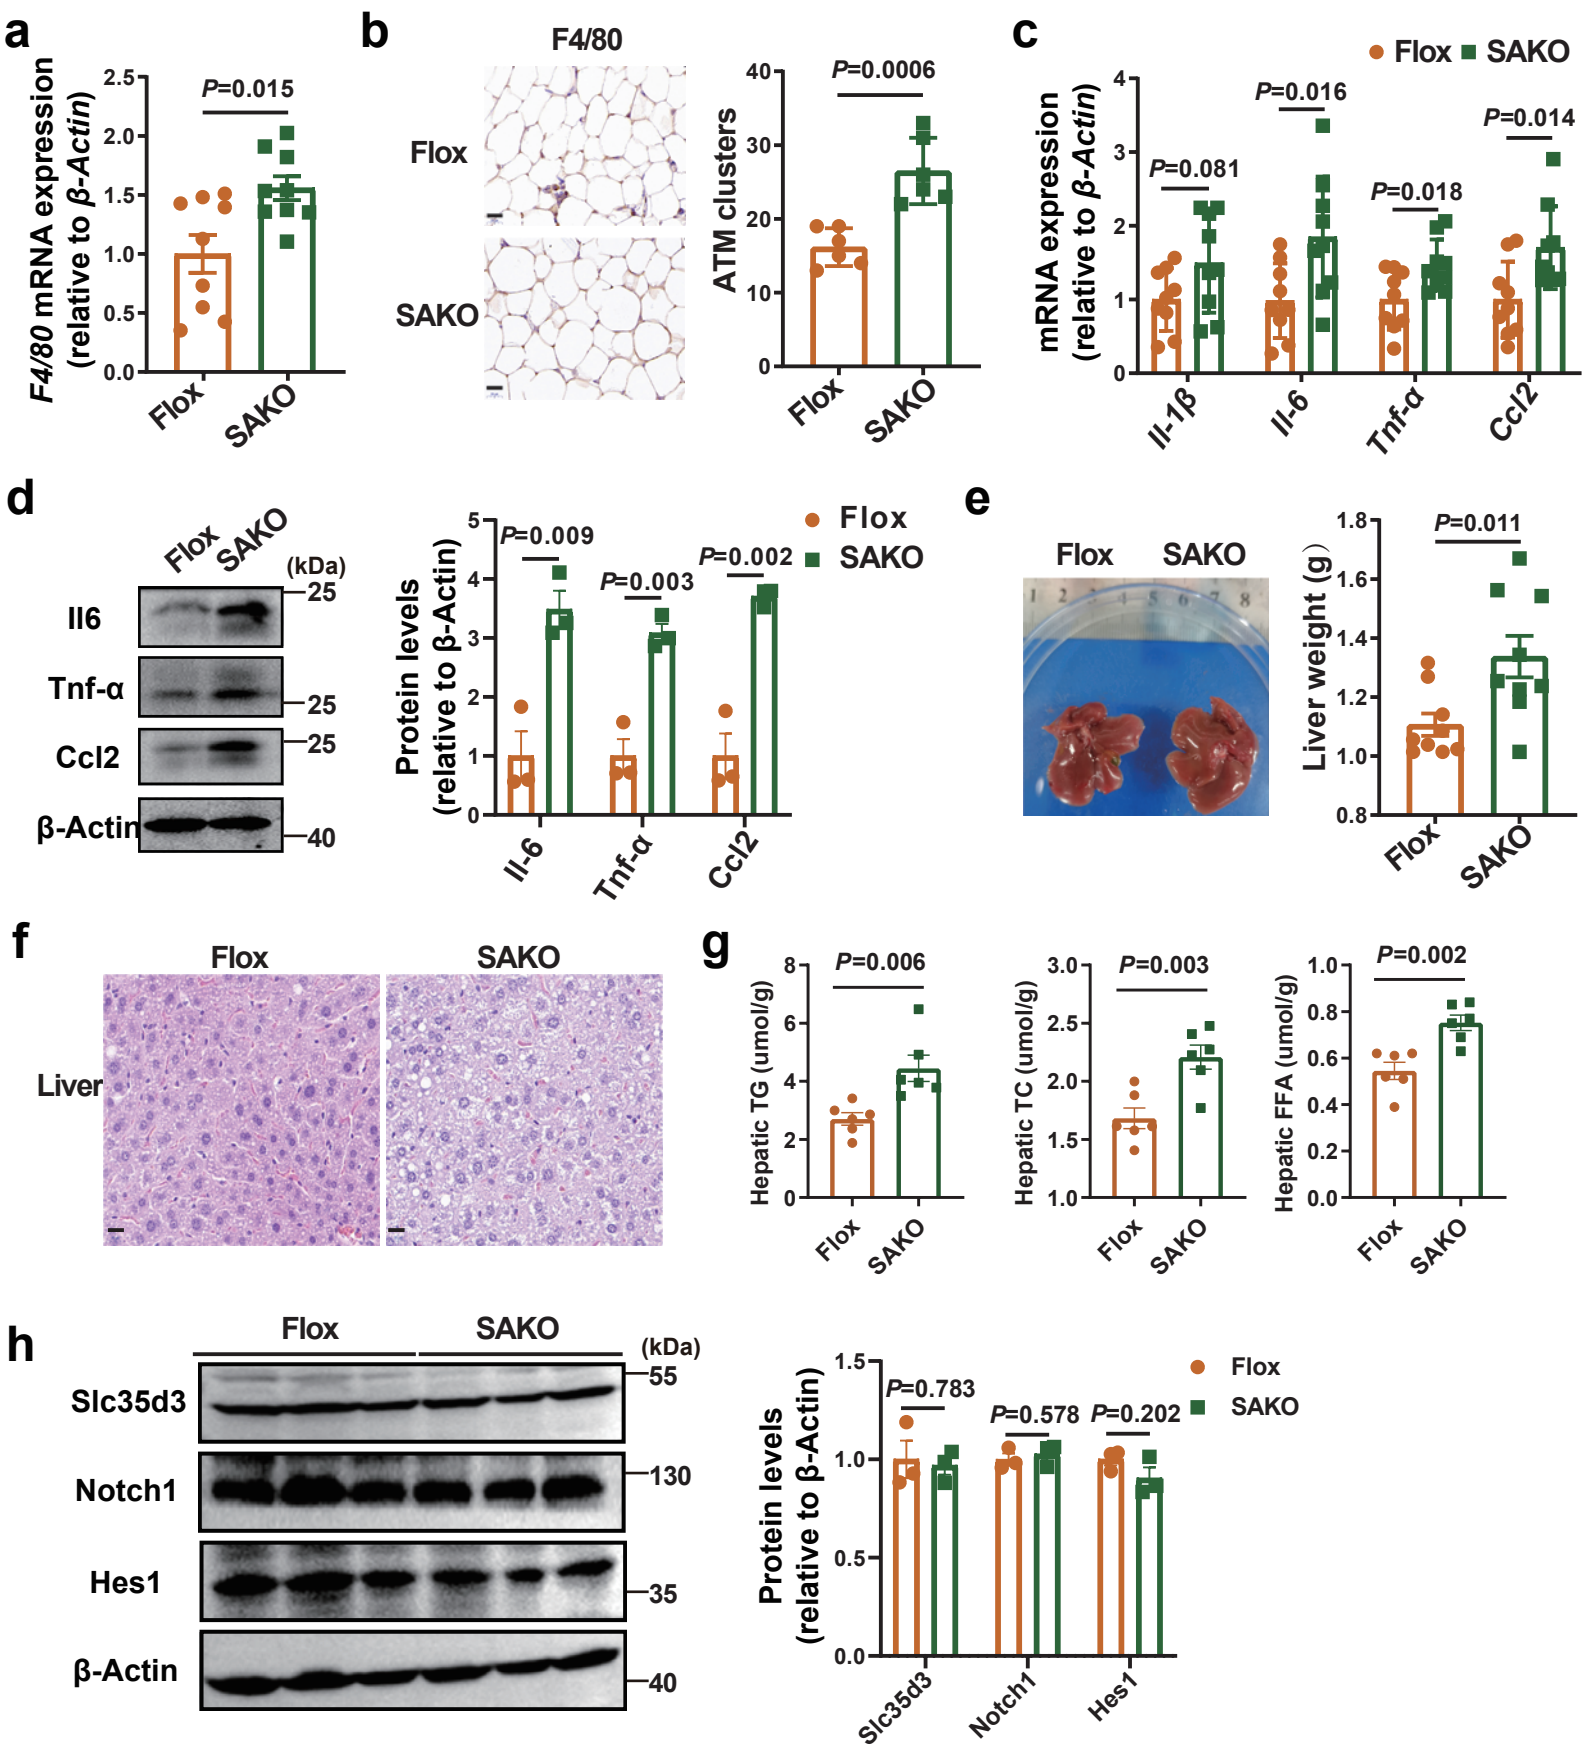 a
F4/80 mRNA expression
(relative to β-Actin)
2.5
2.0
1.5
1.0
0.5
0.0
P=0.015
Flox
SAKO
b
F4/80
Flox
SAKO
ATM clusters
40
30
20
10
0
P=0.0006
Flox
SAKO
c
Flox
SAKO
mRNA expression
(relative to β-Actin)
4
3
2
1
0
P=0.081
P=0.016
P=0.018
P=0.014
Il-1β
Il-6
Tnf-α
Ccl2
d
Flox
SAKO
(kDa)
Il6
25
Tnf-α
25
Ccl2
25
β-Actin
40
Protein levels
(relative to β-Actin)
5
4
3
2
1
0
P=0.009
P=0.003
P=0.002
Flox
SAKO
Il-6
Tnf-α
Ccl2
e
Flox
SAKO
1 2 3 4 5 6 7 8
Liver weight (g)
1.8
1.6
1.4
1.2
1.0
0.8
P=0.011
Flox
SAKO
f
Flox
SAKO
Liver
g
Hepatic TG (umol/g)
8
6
4
2
0
P=0.006
Flox
SAKO
Hepatic TC (umol/g)
3.0
2.5
2.0
1.5
1.0
P=0.003
Flox
SAKO
Hepatic FFA (umol/g)
1.0
0.8
0.6
0.4
0.2
0.0
P=0.002
Flox
SAKO
h
Flox
SAKO
(kDa)
Slc35d3
55
Notch1
130
Hes1
35
β-Actin
40
Protein levels
(relative to β-Actin)
1.5
1.0
0.5
0.0
P=0.783
P=0.578
P=0.202
Flox
SAKO
Slc35d3
Notch1
Hes1